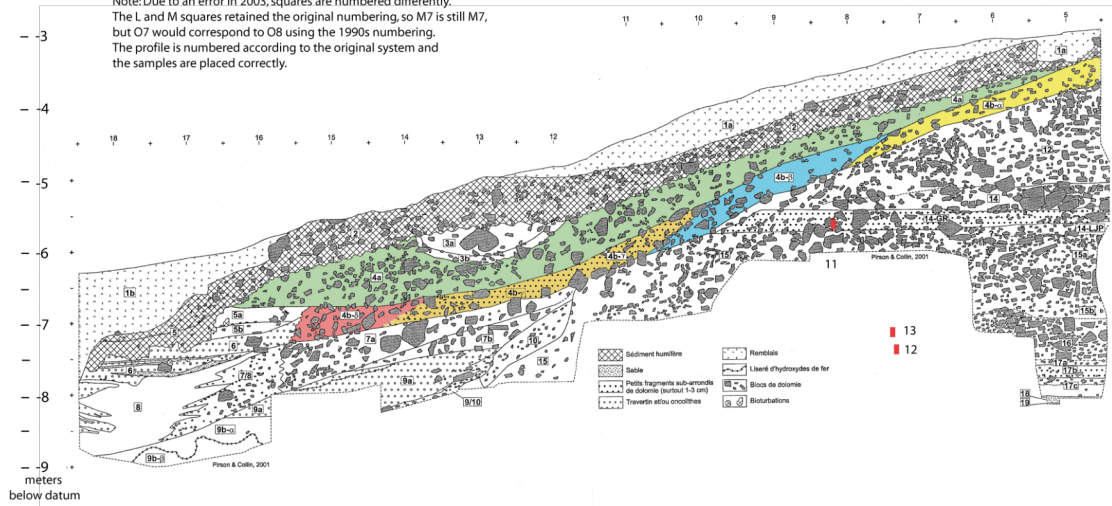 Note: Due to an error in 2003, squares are numbered differently.
The L and M squares retained the original numbering, so M7 is still M7,
but O7 would correspond to O8 using the 1990s numbering.
The profile is numbered according to the original system and
the samples are placed correctly.
11 10 9 8 7 6 5
18 17 16 15 14 13 12
-3
-4
-5
-6
-7
-8
-9
meters
below datum
1a
1a
2
4a
4b-α
12
4b-β
14
14-GR
14-LJP
3a
3b
4b-γ
15
15a
4a
1b
4b-
11
Pirson & Collin, 2001
5a
4b-δ
5
5b
7a
7b
10
15
15b
6
6
16
13
12
7/8
9a
17a
17b
17c
8
9a
9/10
18
19
9b-α
9b-β
Pirson & Collin, 2001
Sédiment humifère
Sable
Petits fragments sub-arrondis
de dolomie (surtout 1-3 cm)
Travertin et/ou oncolithes
Remblais
Liseré d'hydroxydes de fer
Blocs de dolomie
Bioturbations